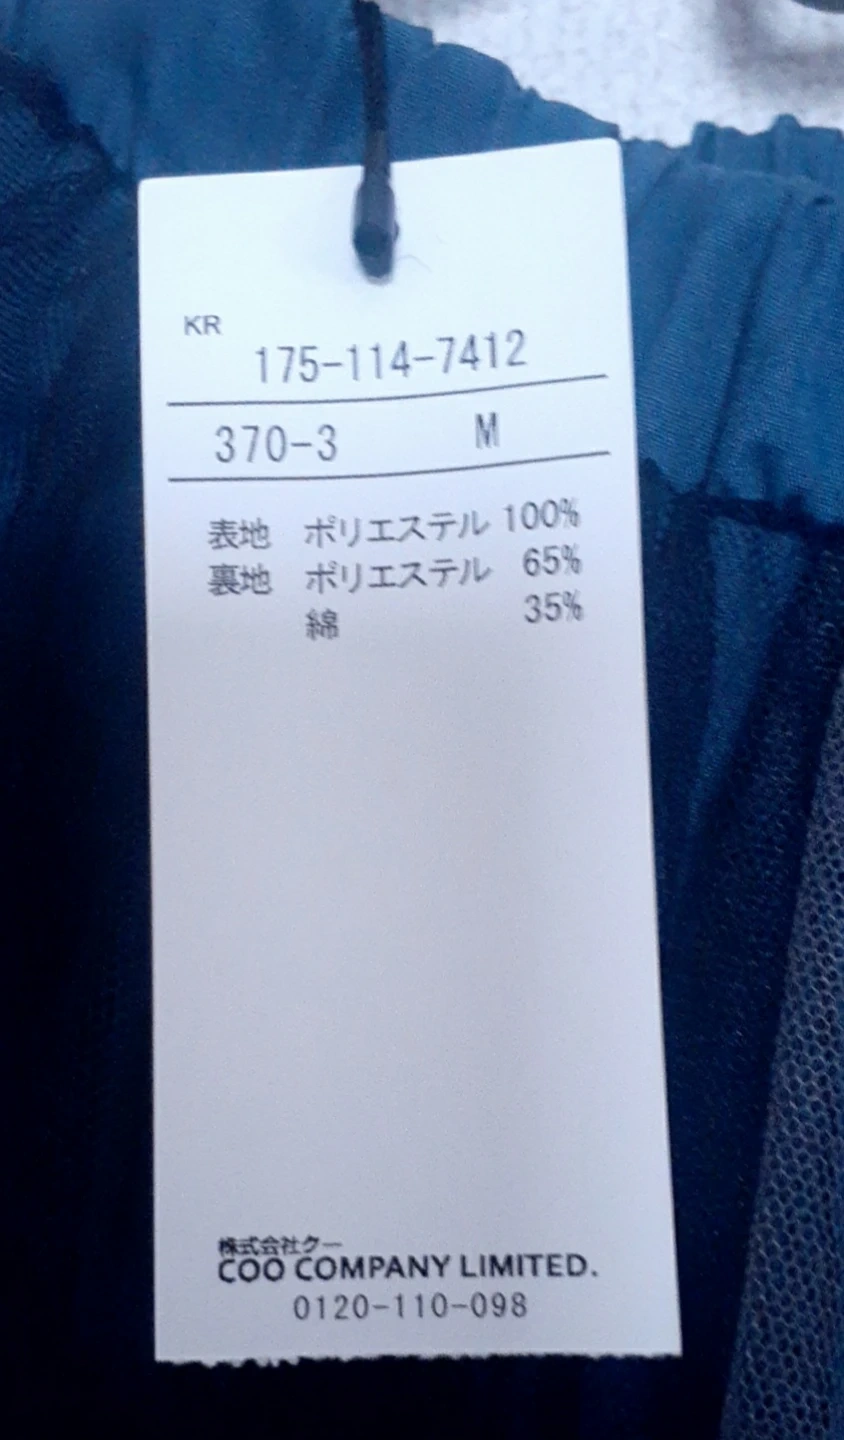 KR
175-114-7412
370-3 M
表地 ポリエステル 100%
裏地 ポリエステル 65%
綿 35%
株式会社クー
COO COMPANY LIMITED.
0120-110-098